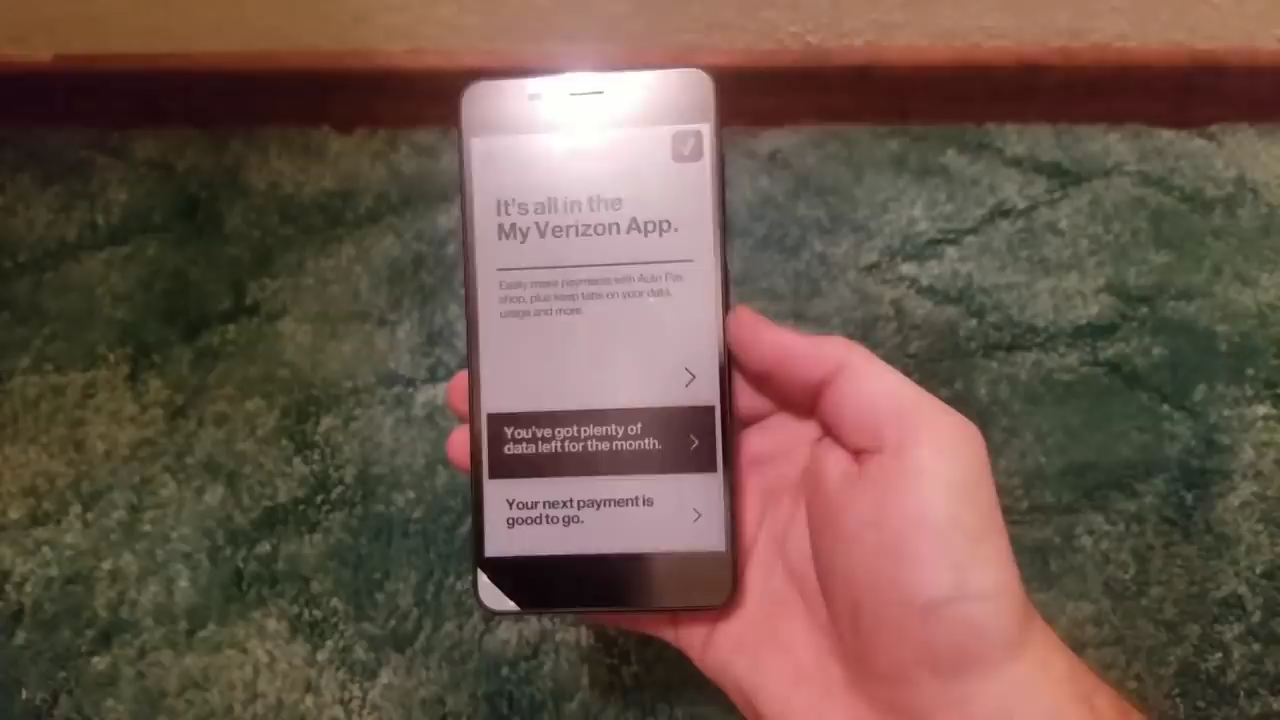 It's all in the
My Verizon App.
Easily make payments with Auto Pay
shop, plus keep tabs on your data,
usage and more.
You've got plenty of
data left for the month.
Your next payment is
good to go.